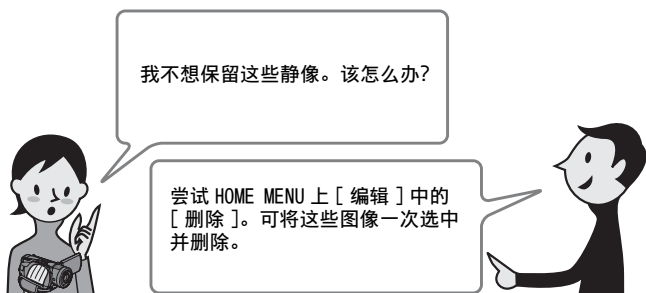 我不想保留这些静像。该怎么办?
尝试 HOME MENU 上 [ 编辑 ]中的
[ 删除 ]。可将这些图像一次选中
并删除。